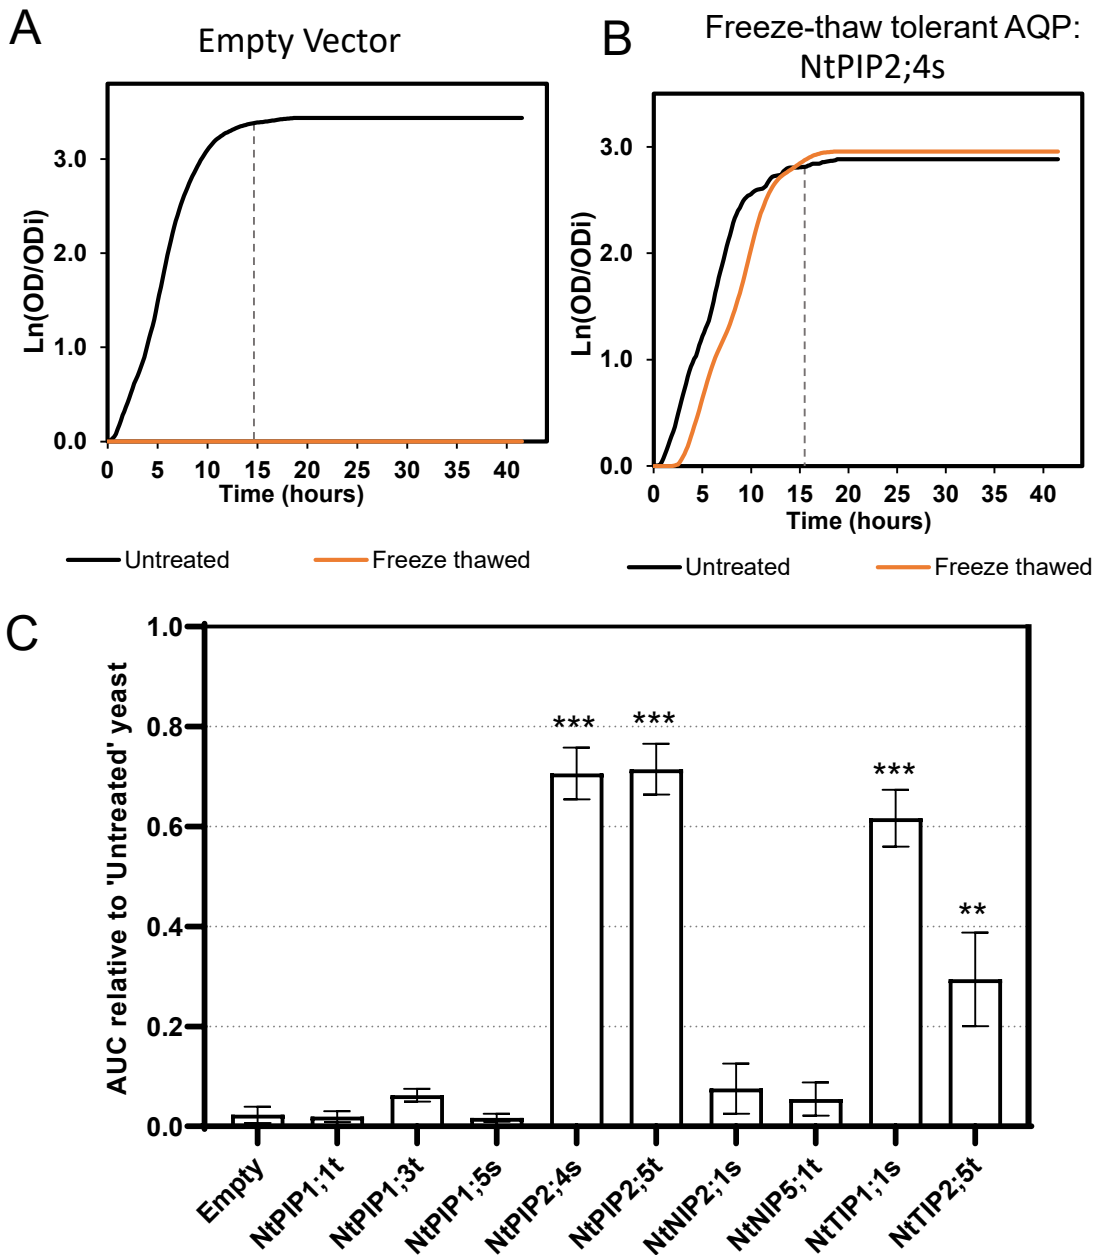 A
Empty Vector
Ln(OD/ODi)
3.0
2.0
1.0
0.0
0 5 10 15 20 25 30 35 40
Time (hours)
Untreated Freeze thawed
B
Freeze-thaw tolerant AQP:
NtPIP2;4s
Ln(OD/ODi)
3.0
2.0
1.0
0.0
0 5 10 15 20 25 30 35 40
Time (hours)
Untreated Freeze thawed
C
AUC relative to 'Untreated' yeast
1.0
0.8
0.6
0.4
0.2
0.0
*** *** *** **
Empty
NtPIP1;1t
NtPIP1;3t
NtPIP1;5s
NtPIP2;4s
NtPIP2;5t
NtNIP2;1s
NtNIP5;1t
NtTIP1;1s
NtTIP2;5t